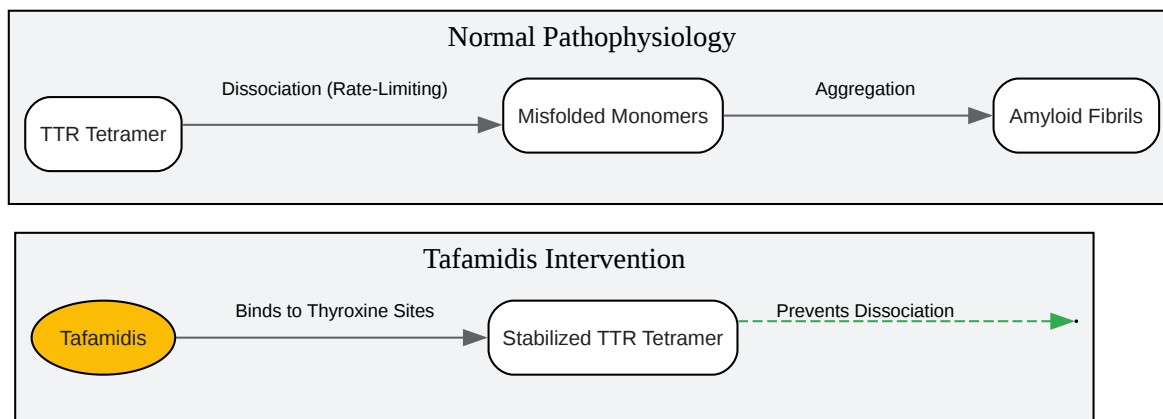 Normal Pathophysiology
Dissociation (Rate-Limiting)
Aggregation
TTR Tetramer
Misfolded Monomers
Amyloid Fibrils
Tafamidis Intervention
Binds to Thyroxine Sites
Prevents Dissociation
Tafamidis
Stabilized TTR Tetramer